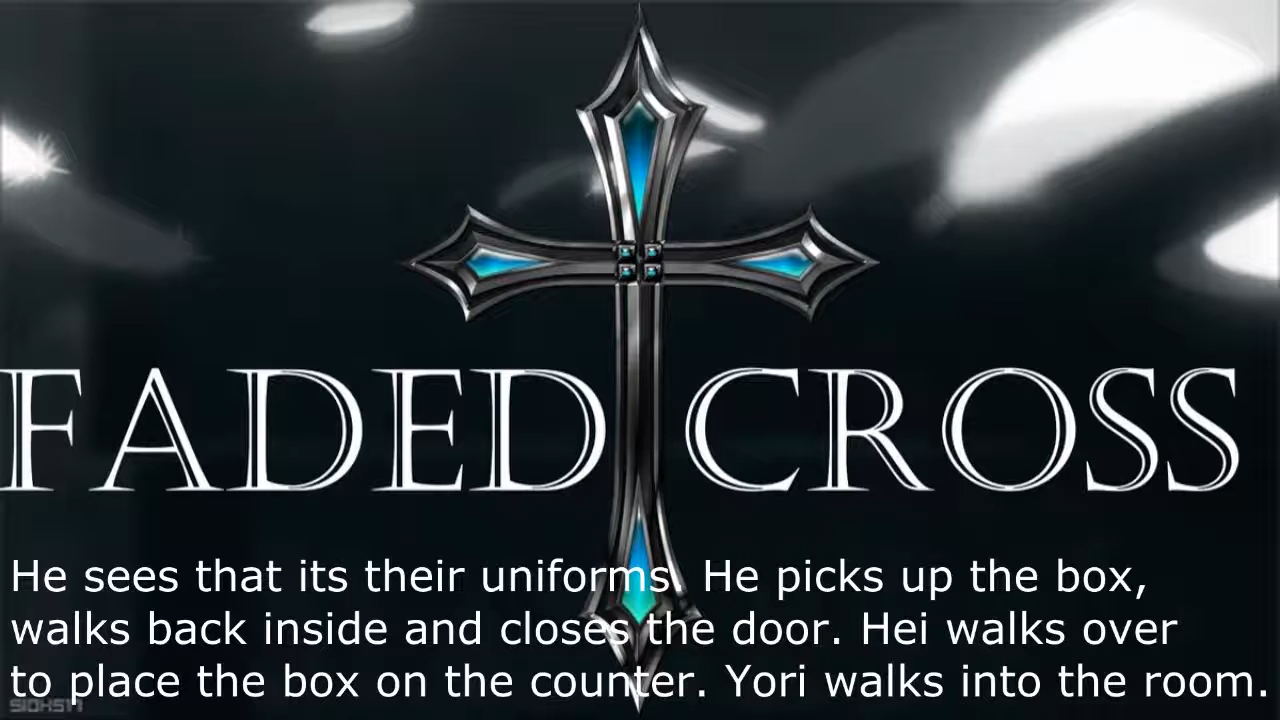 FADED CROSS
He sees that its their uniforms. He picks up the box,
walks back inside and closes the door. Hei walks over
to place the box on the counter. Yori walks into the room.